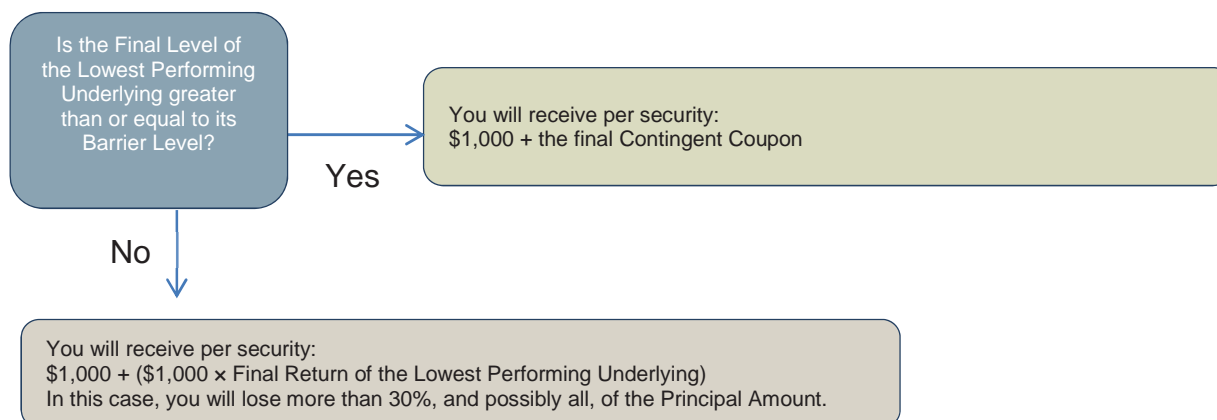 Is the Final Level of
the Lowest Performing
Underlying greater
than or equal to its
Barrier Level?
You will receive per security:
$1,000 + the final Contingent Coupon
Yes
No
You will receive per security:
$1,000 + ($1,000 × Final Return of the Lowest Performing Underlying)
In this case, you will lose more than 30%, and possibly all, of the Principal Amount.